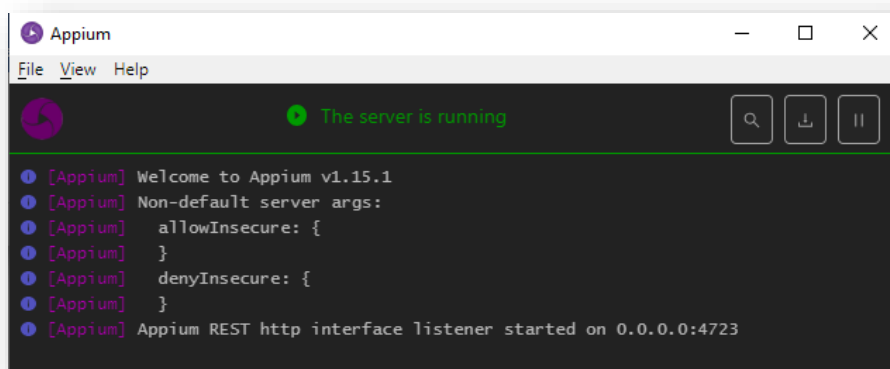 Appium
File View Help
The server is running
[Appium] Welcome to Appium v1.15.1
[Appium] Non-default server args:
[Appium] allowInsecure: {
[Appium] }
[Appium] denyInsecure: {
[Appium] }
[Appium] Appium REST http interface listener started on 0.0.0.0:4723